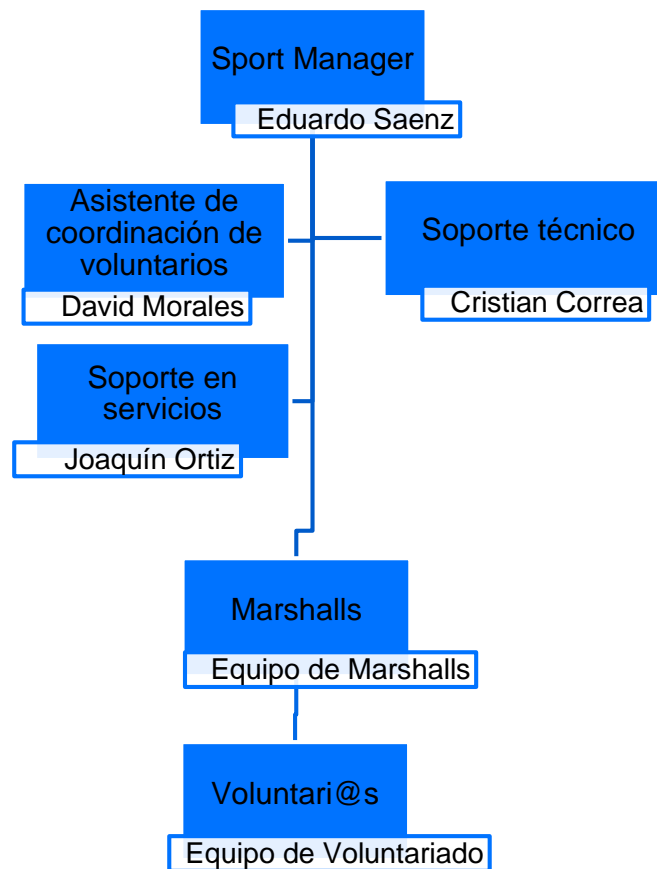 Sport Manager
Eduardo Saenz
Asistente de
coordinación de
voluntarios
David Morales
Soporte técnico
Cristian Correa
Soporte en
servicios
Joaquín Ortiz
Marshalls
Equipo de Marshalls
Voluntari@s
Equipo de Voluntariado